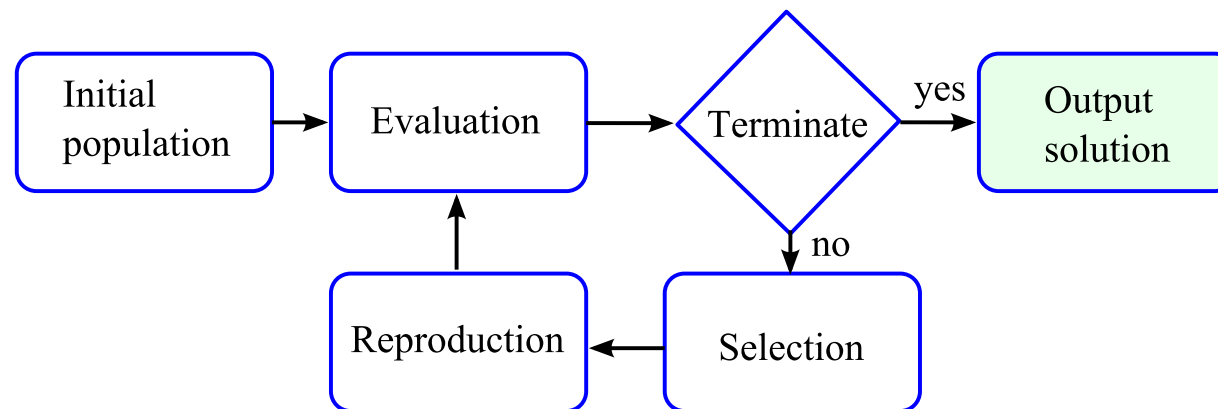 Initial
population
Evaluation
Terminate
yes
Output
solution
no
Reproduction
Selection